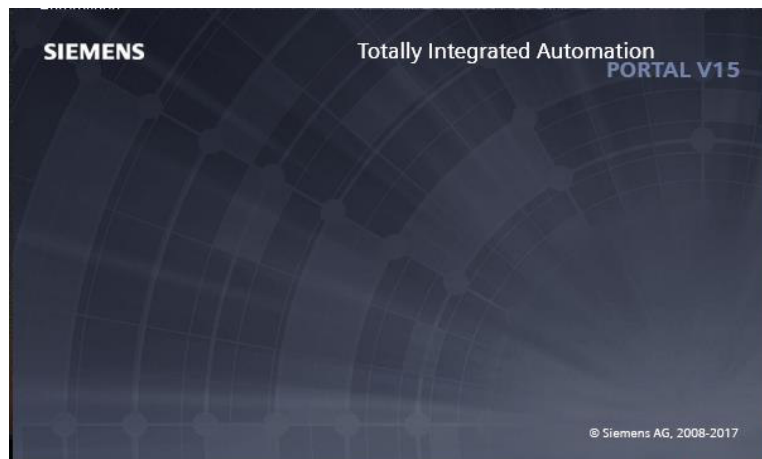 SIEMENS
Totally Integrated Automation
PORTAL V15
© Siemens AG, 2008-2017